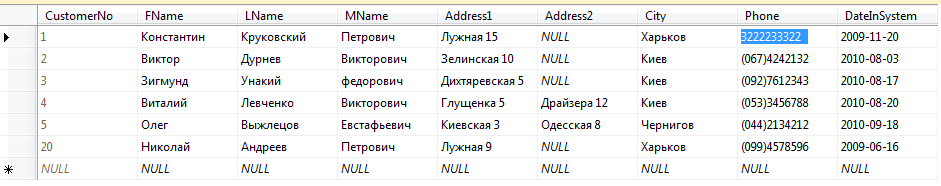 CustomerNo FName LName MName Address1 Address2 City Phone DateInSystem
1 Константин Круковский Петрович Лужная 15 NULL Харьков 3222233322 2009-11-20
2 Виктор Дурнев Викторович Зелинская 10 NULL Киев (067)4242132 2010-08-03
3 Зигмунд Унакий федорович Дихтяревская 5 NULL Киев (092)7612343 2010-08-17
4 Виталий Левченко Викторович Глущенка 5 Драйзера 12 Киев (053)3456788 2010-08-20
5 Олег Выжлецов Евстафьевич Киевская 3 Одесская 8 Чернигов (044)2134212 2010-09-18
20 Николай Андреев Петрович Лужная 9 NULL Харьков (099)4578596 2009-06-16
NULL NULL NULL NULL NULL NULL NULL NULL NULL